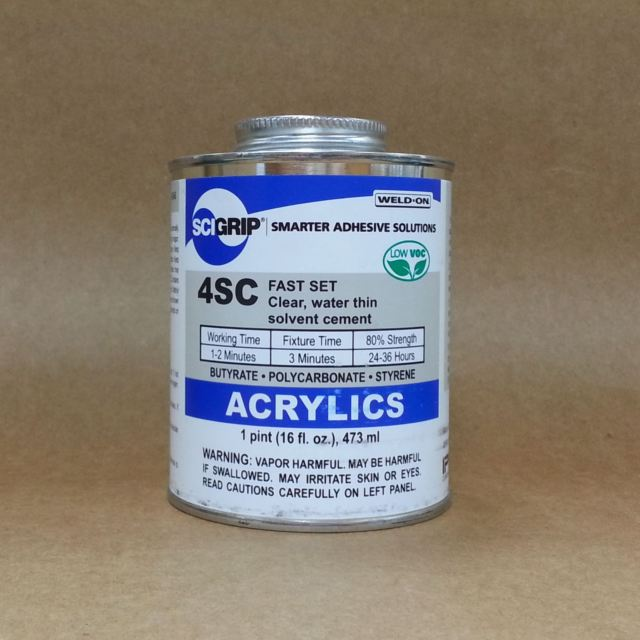 WELD-ON
SCIGRIP® SMARTER ADHESIVE SOLUTIONS
LOW VOC
4SC FAST SET
Clear, water thin
solvent cement
Working Time Fixture Time 80% Strength
1-2 Minutes 3 Minutes 24-36 Hours
BUTYRATE • POLYCARBONATE • STYRENE
ACRYLICS
1 pint (16 fl. oz.), 473 ml
WARNING: VAPOR HARMFUL. MAY BE HARMFUL
IF SWALLOWED. MAY IRRITATE SKIN OR EYES.
READ CAUTIONS CAREFULLY ON LEFT PANEL.